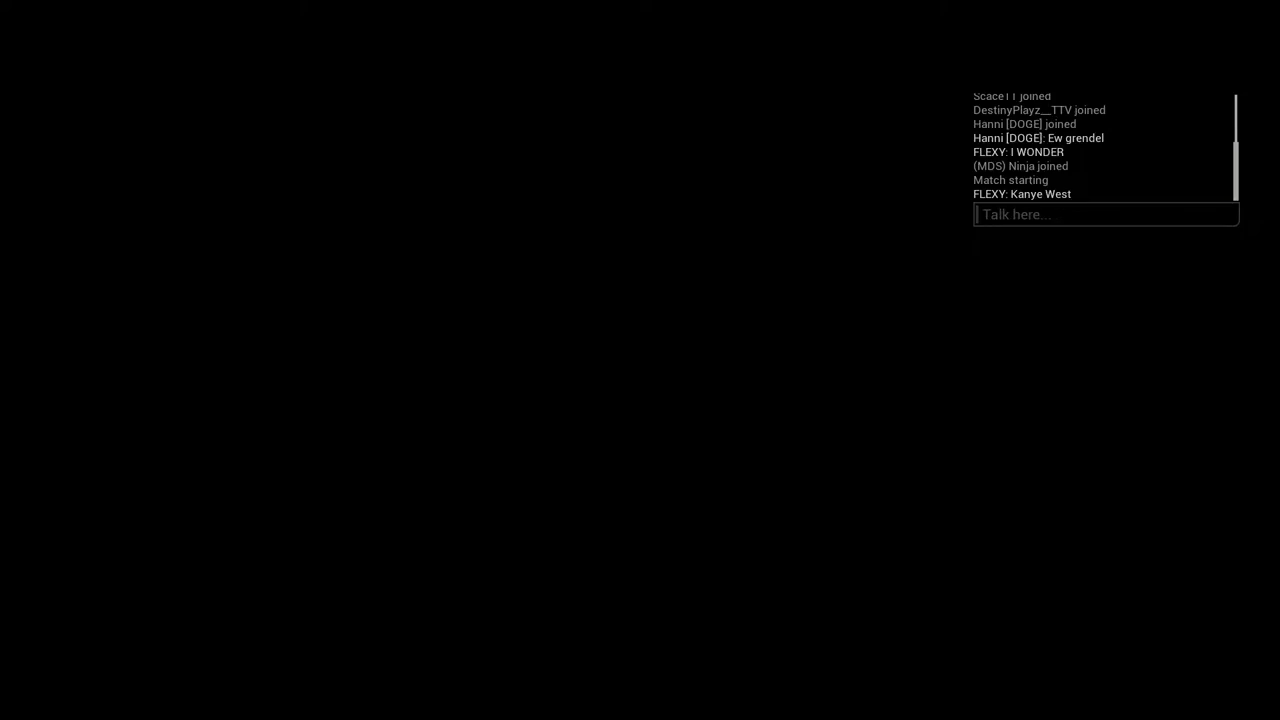 joined
DestinyPlayz__TTV joined
Hanni [DOGE] joined
Hanni [DOGE]: Ew grendel
FLEXY: I WONDER
(MDS) Ninja joined
Match starting
FLEXY: Kanye West
Talk here...